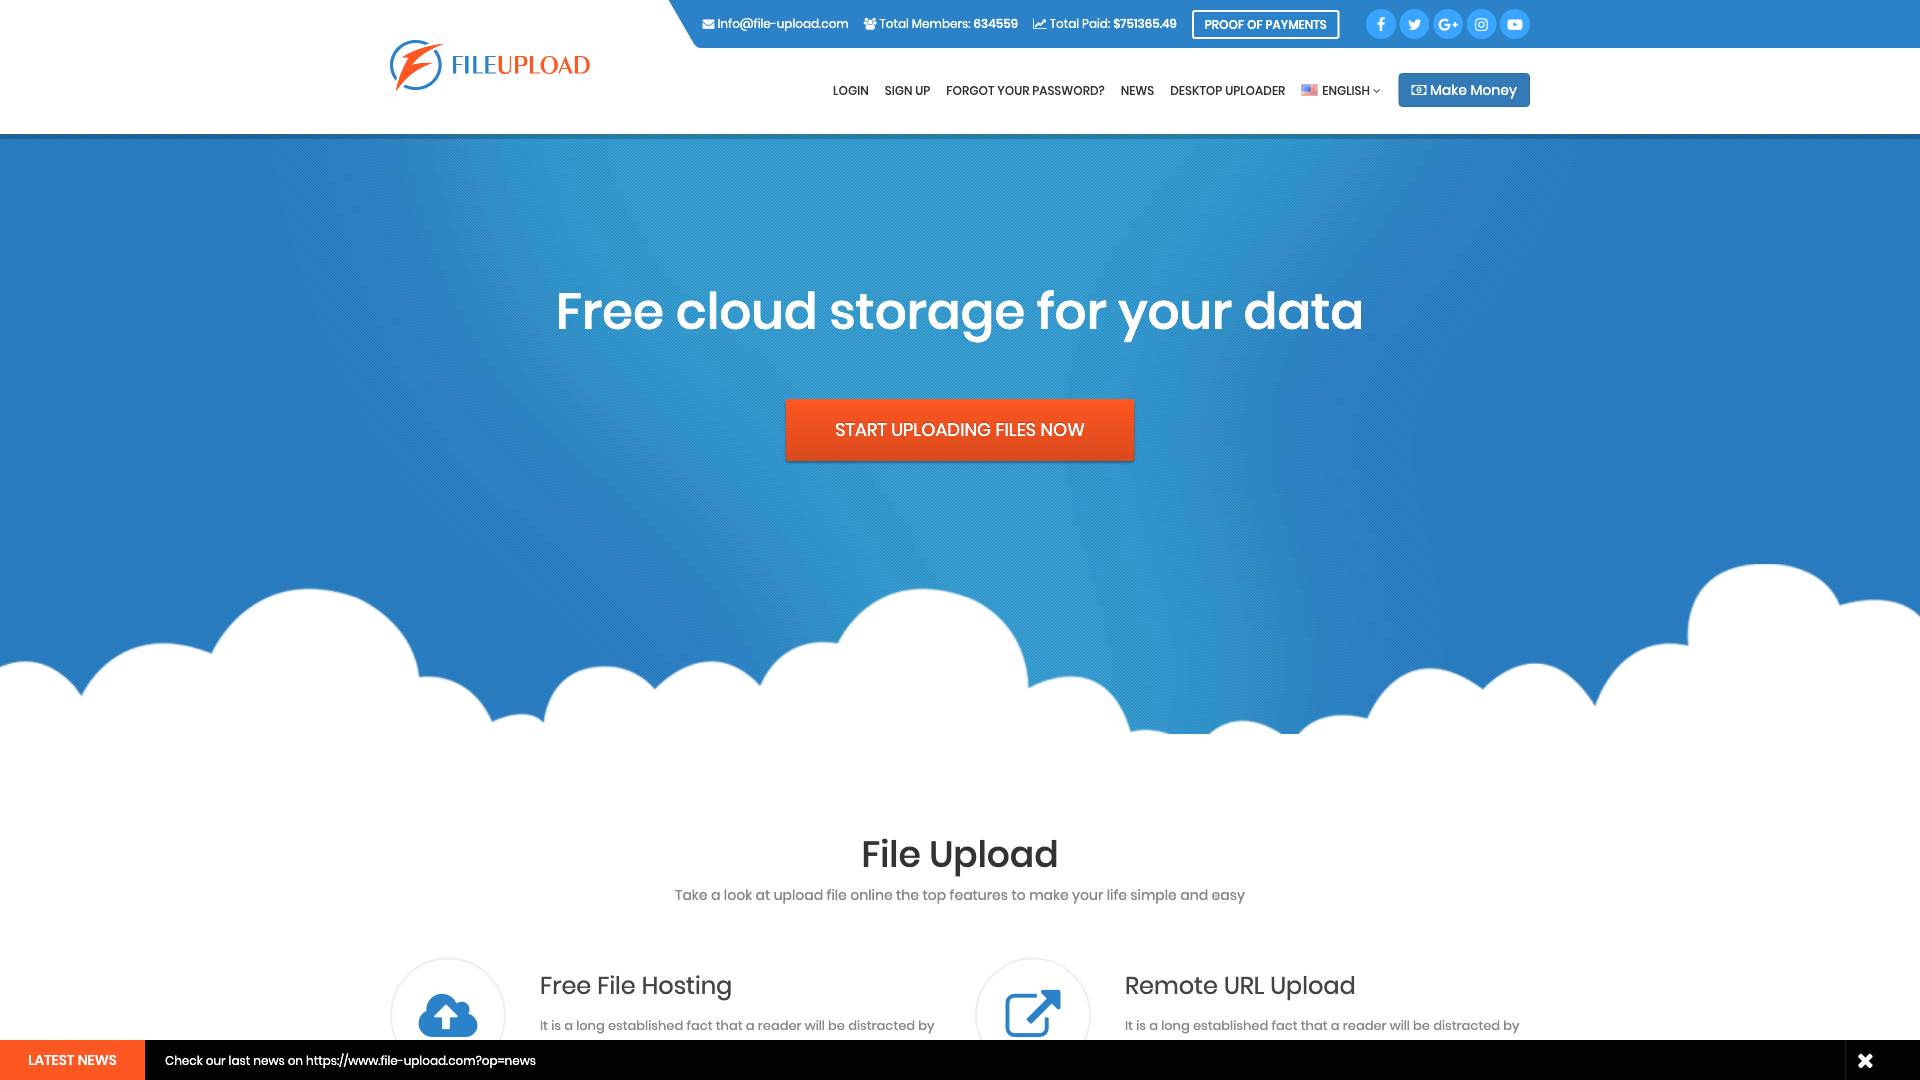 Info@file-upload.com Total Members: 634559 Total Paid: $751365.49 PROOF OF PAYMENTS
FILEUPLOAD
LOGIN SIGN UP FORGOT YOUR PASSWORD? NEWS DESKTOP UPLOADER ENGLISH Make Money
Free cloud storage for your data
START UPLOADING FILES NOW
File Upload
Take a look at upload file online the top features to make your life simple and easy
Free File Hosting
It is a long established fact that a reader will be distracted by
Remote URL Upload
It is a long established fact that a reader will be distracted by
LATEST NEWS Check our last news on https://www.file-upload.com?op=news